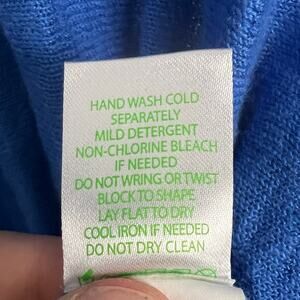 HAND WASH COLD
SEPARATELY
MILD DETERGENT
NON-CHLORINE BLEACH
IF NEEDED
DO NOT WRING OR TWIST
BLOCK TO SHAPE
LAY FLAT TO DRY
COOL IRON IF NEEDED
DO NOT DRY CLEAN